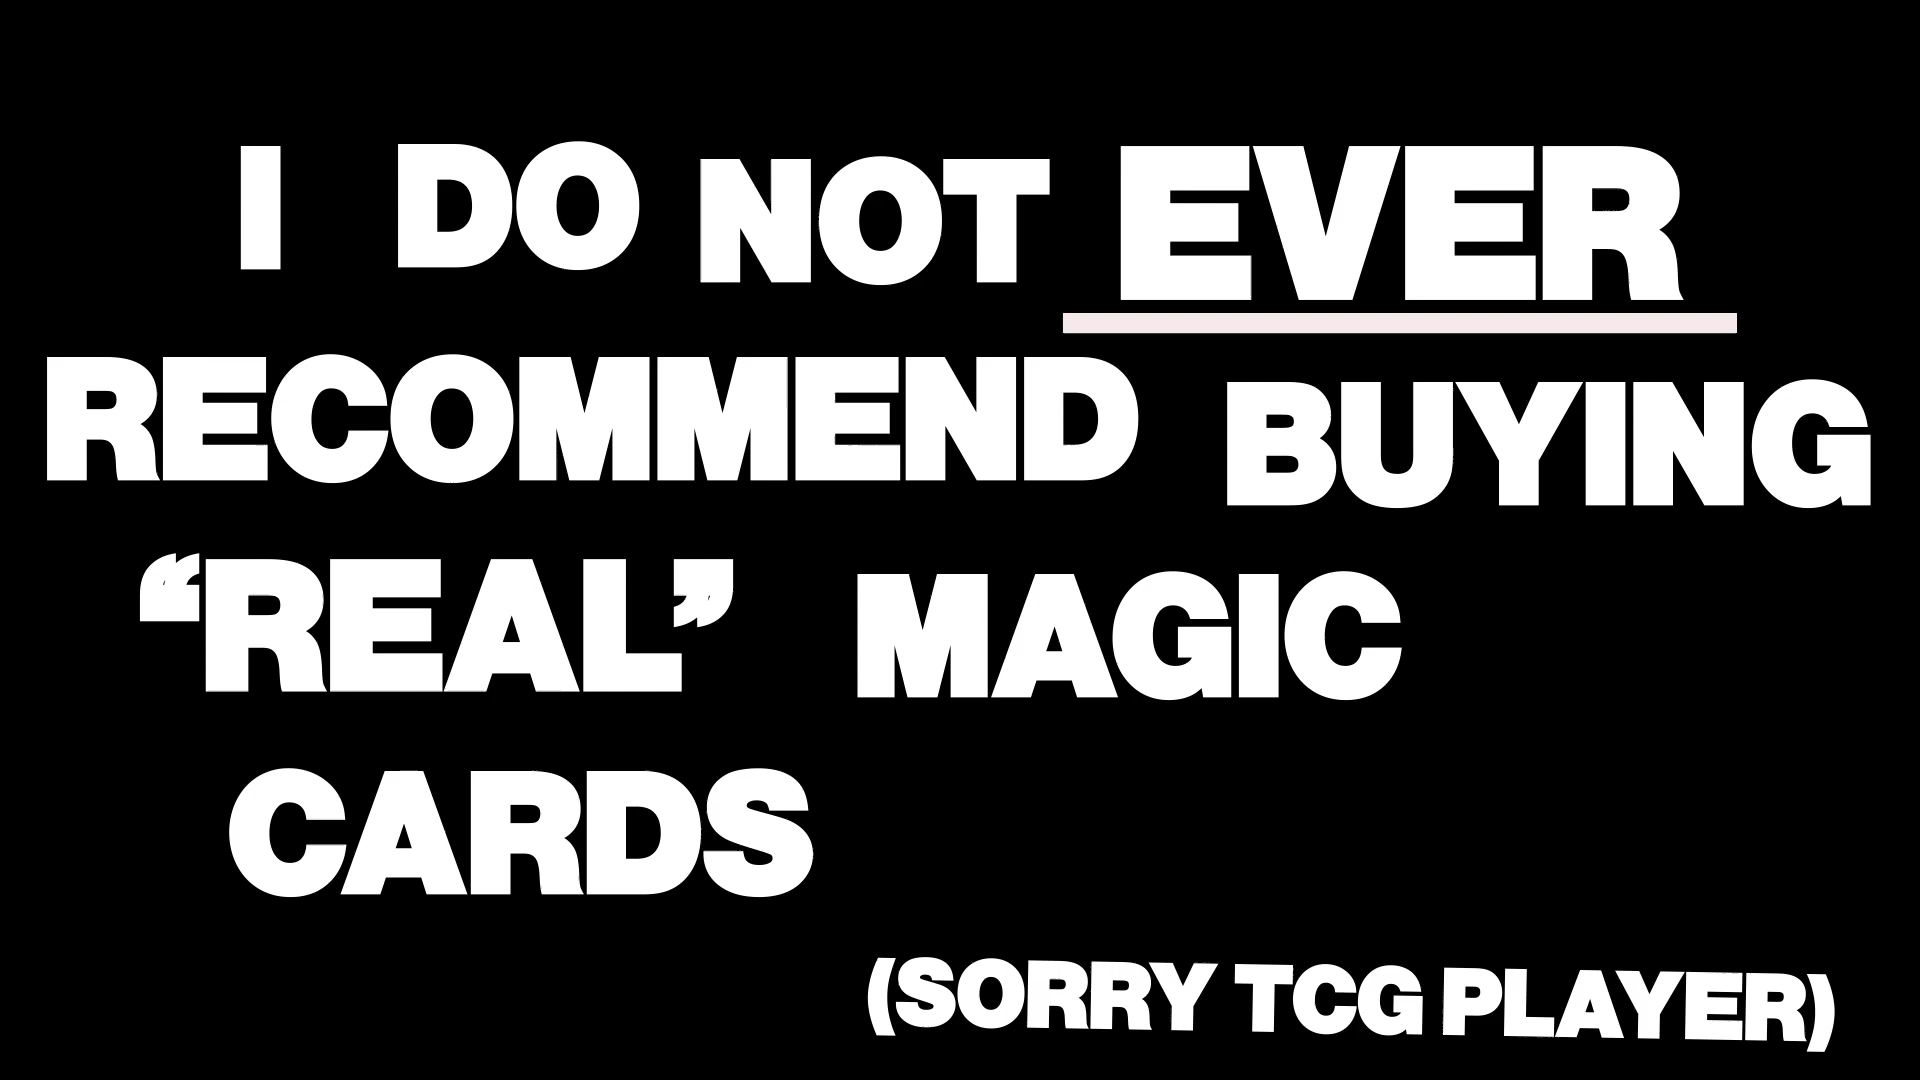 I DO NOT EVER
RECOMMEND BUYING
“REAL” MAGIC
CARDS
(SORRY TCG PLAYER)